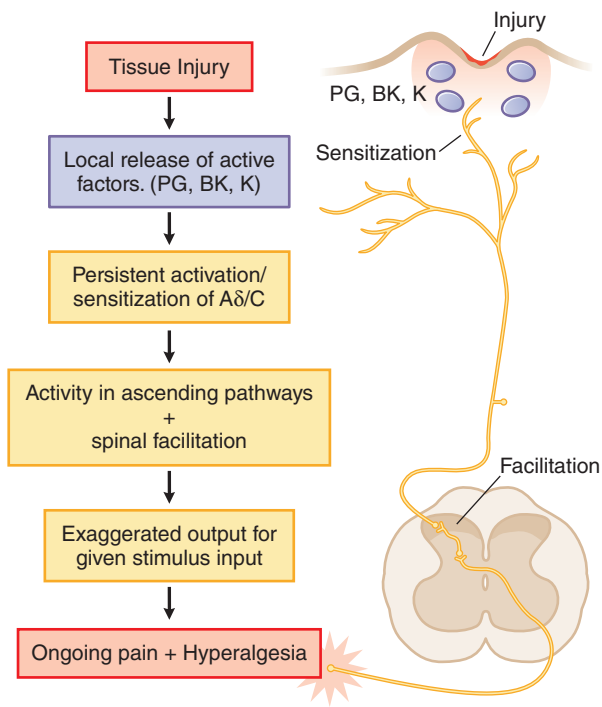 Tissue Injury
Local release of active
factors. (PG, BK, K)
Persistent activation/
sensitization of Aδ/C
Activity in ascending pathways
+
spinal facilitation
Exaggerated output for
given stimulus input
Ongoing pain + Hyperalgesia
Injury
PG, BK, K
Sensitization
Facilitation